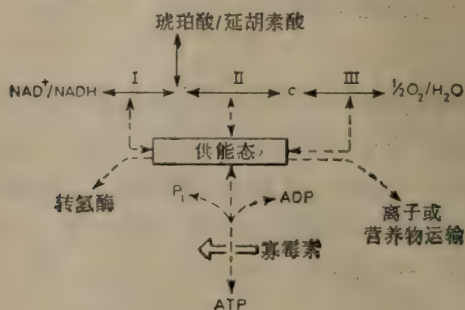 琥珀酸/延胡索酸
I II III
NAD⁺/NADH c ½O₂/H₂O
供能态
Pᵢ ADP
转氢酶
离子或
营养物运输
寡霉素
ATP